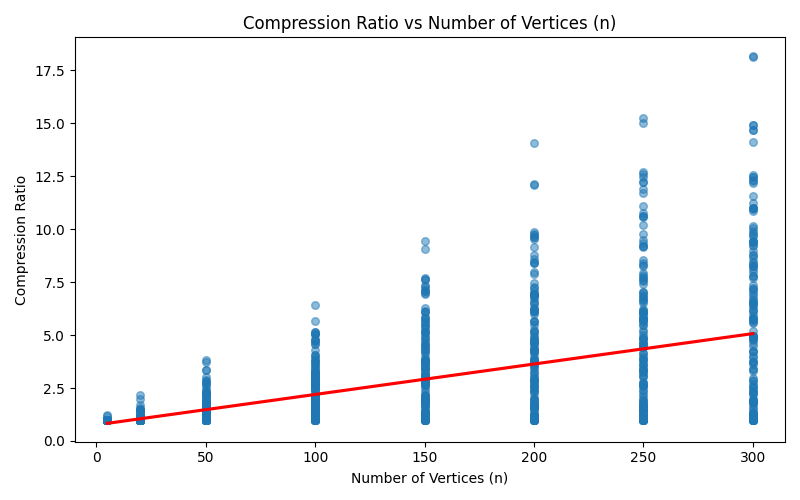 Compression Ratio vs Number of Vertices (n)
Compression Ratio
17.5
15.0
12.5
10.0
7.5
5.0
2.5
0.0
0 50 100 150 200 250 300
Number of Vertices (n)